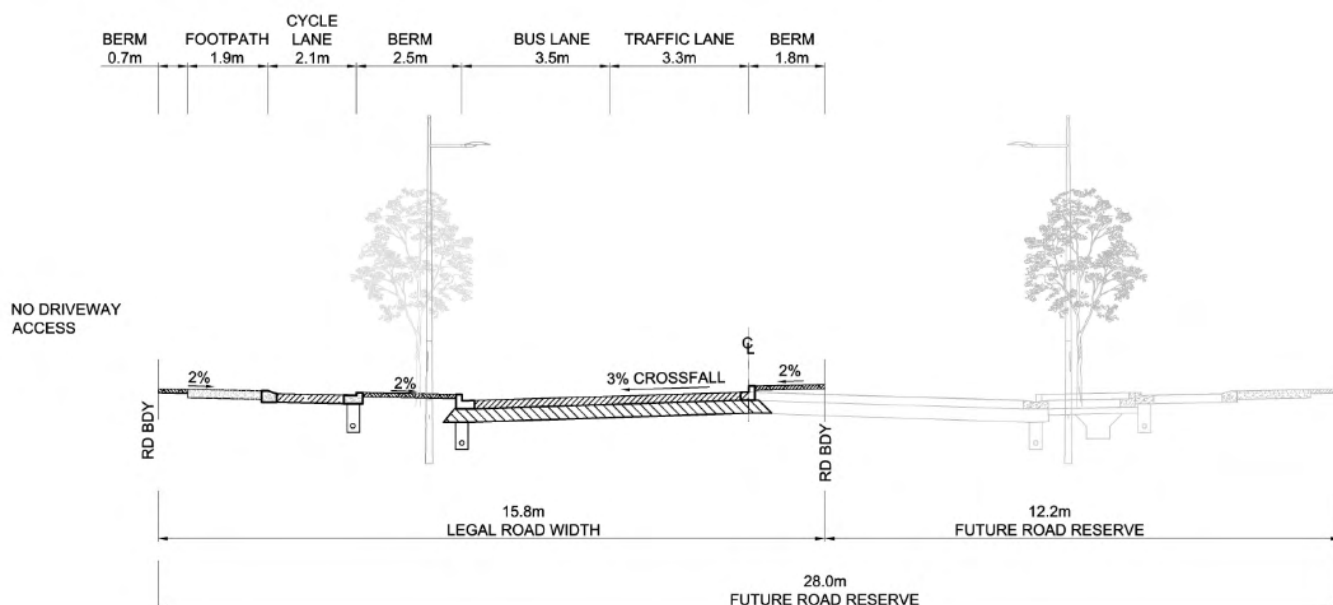 BERM
0.7m
FOOTPATH
1.9m
CYCLE
LANE
2.1m
BERM
2.5m
BUS LANE
3.5m
TRAFFIC LANE
3.3m
BERM
1.8m
NO DRIVEWAY
ACCESS
2%
2%
3% CROSSFALL
CL
2%
RD BDY
RD BDY
15.8m
LEGAL ROAD WIDTH
12.2m
FUTURE ROAD RESERVE
28.0m
FUTURE ROAD RESERVE